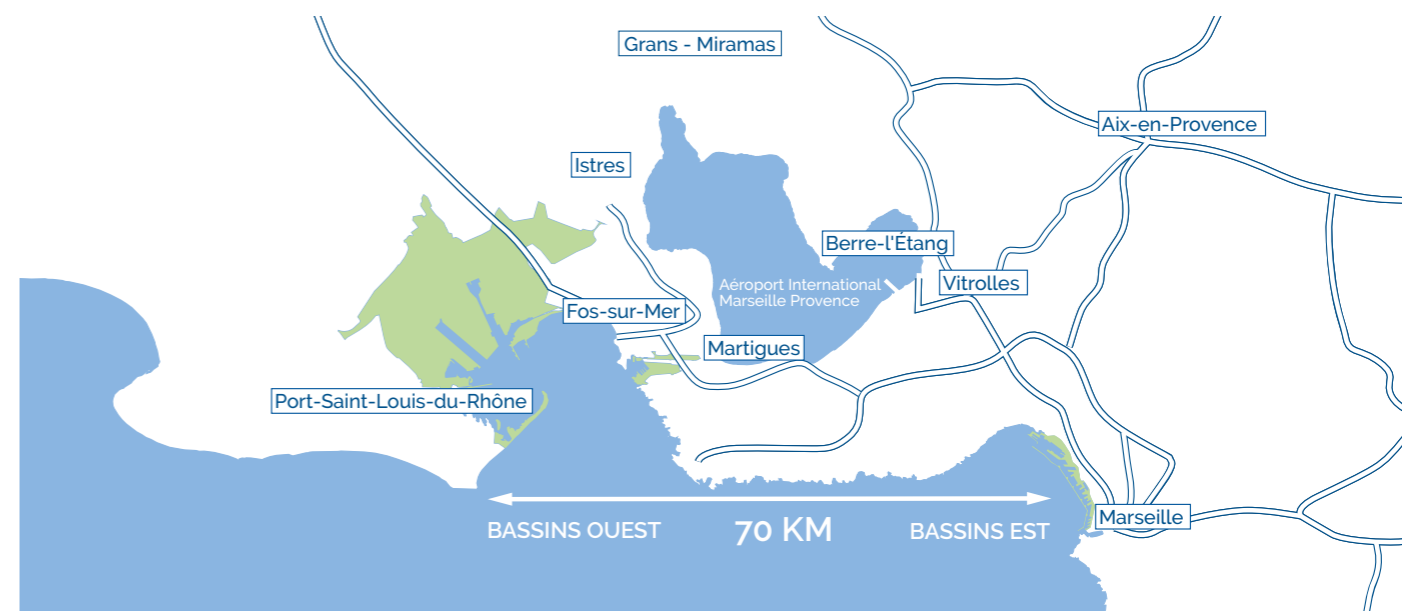 Grans - Miramas
Aix-en-Provence
Istres
Berre-l'Étang
Aéroport International
Marseille Provence
Vitrolles
Fos-sur-Mer
Martigues
Port-Saint-Louis-du-Rhône
BASSINS OUEST
70 KM
BASSINS EST
Marseille